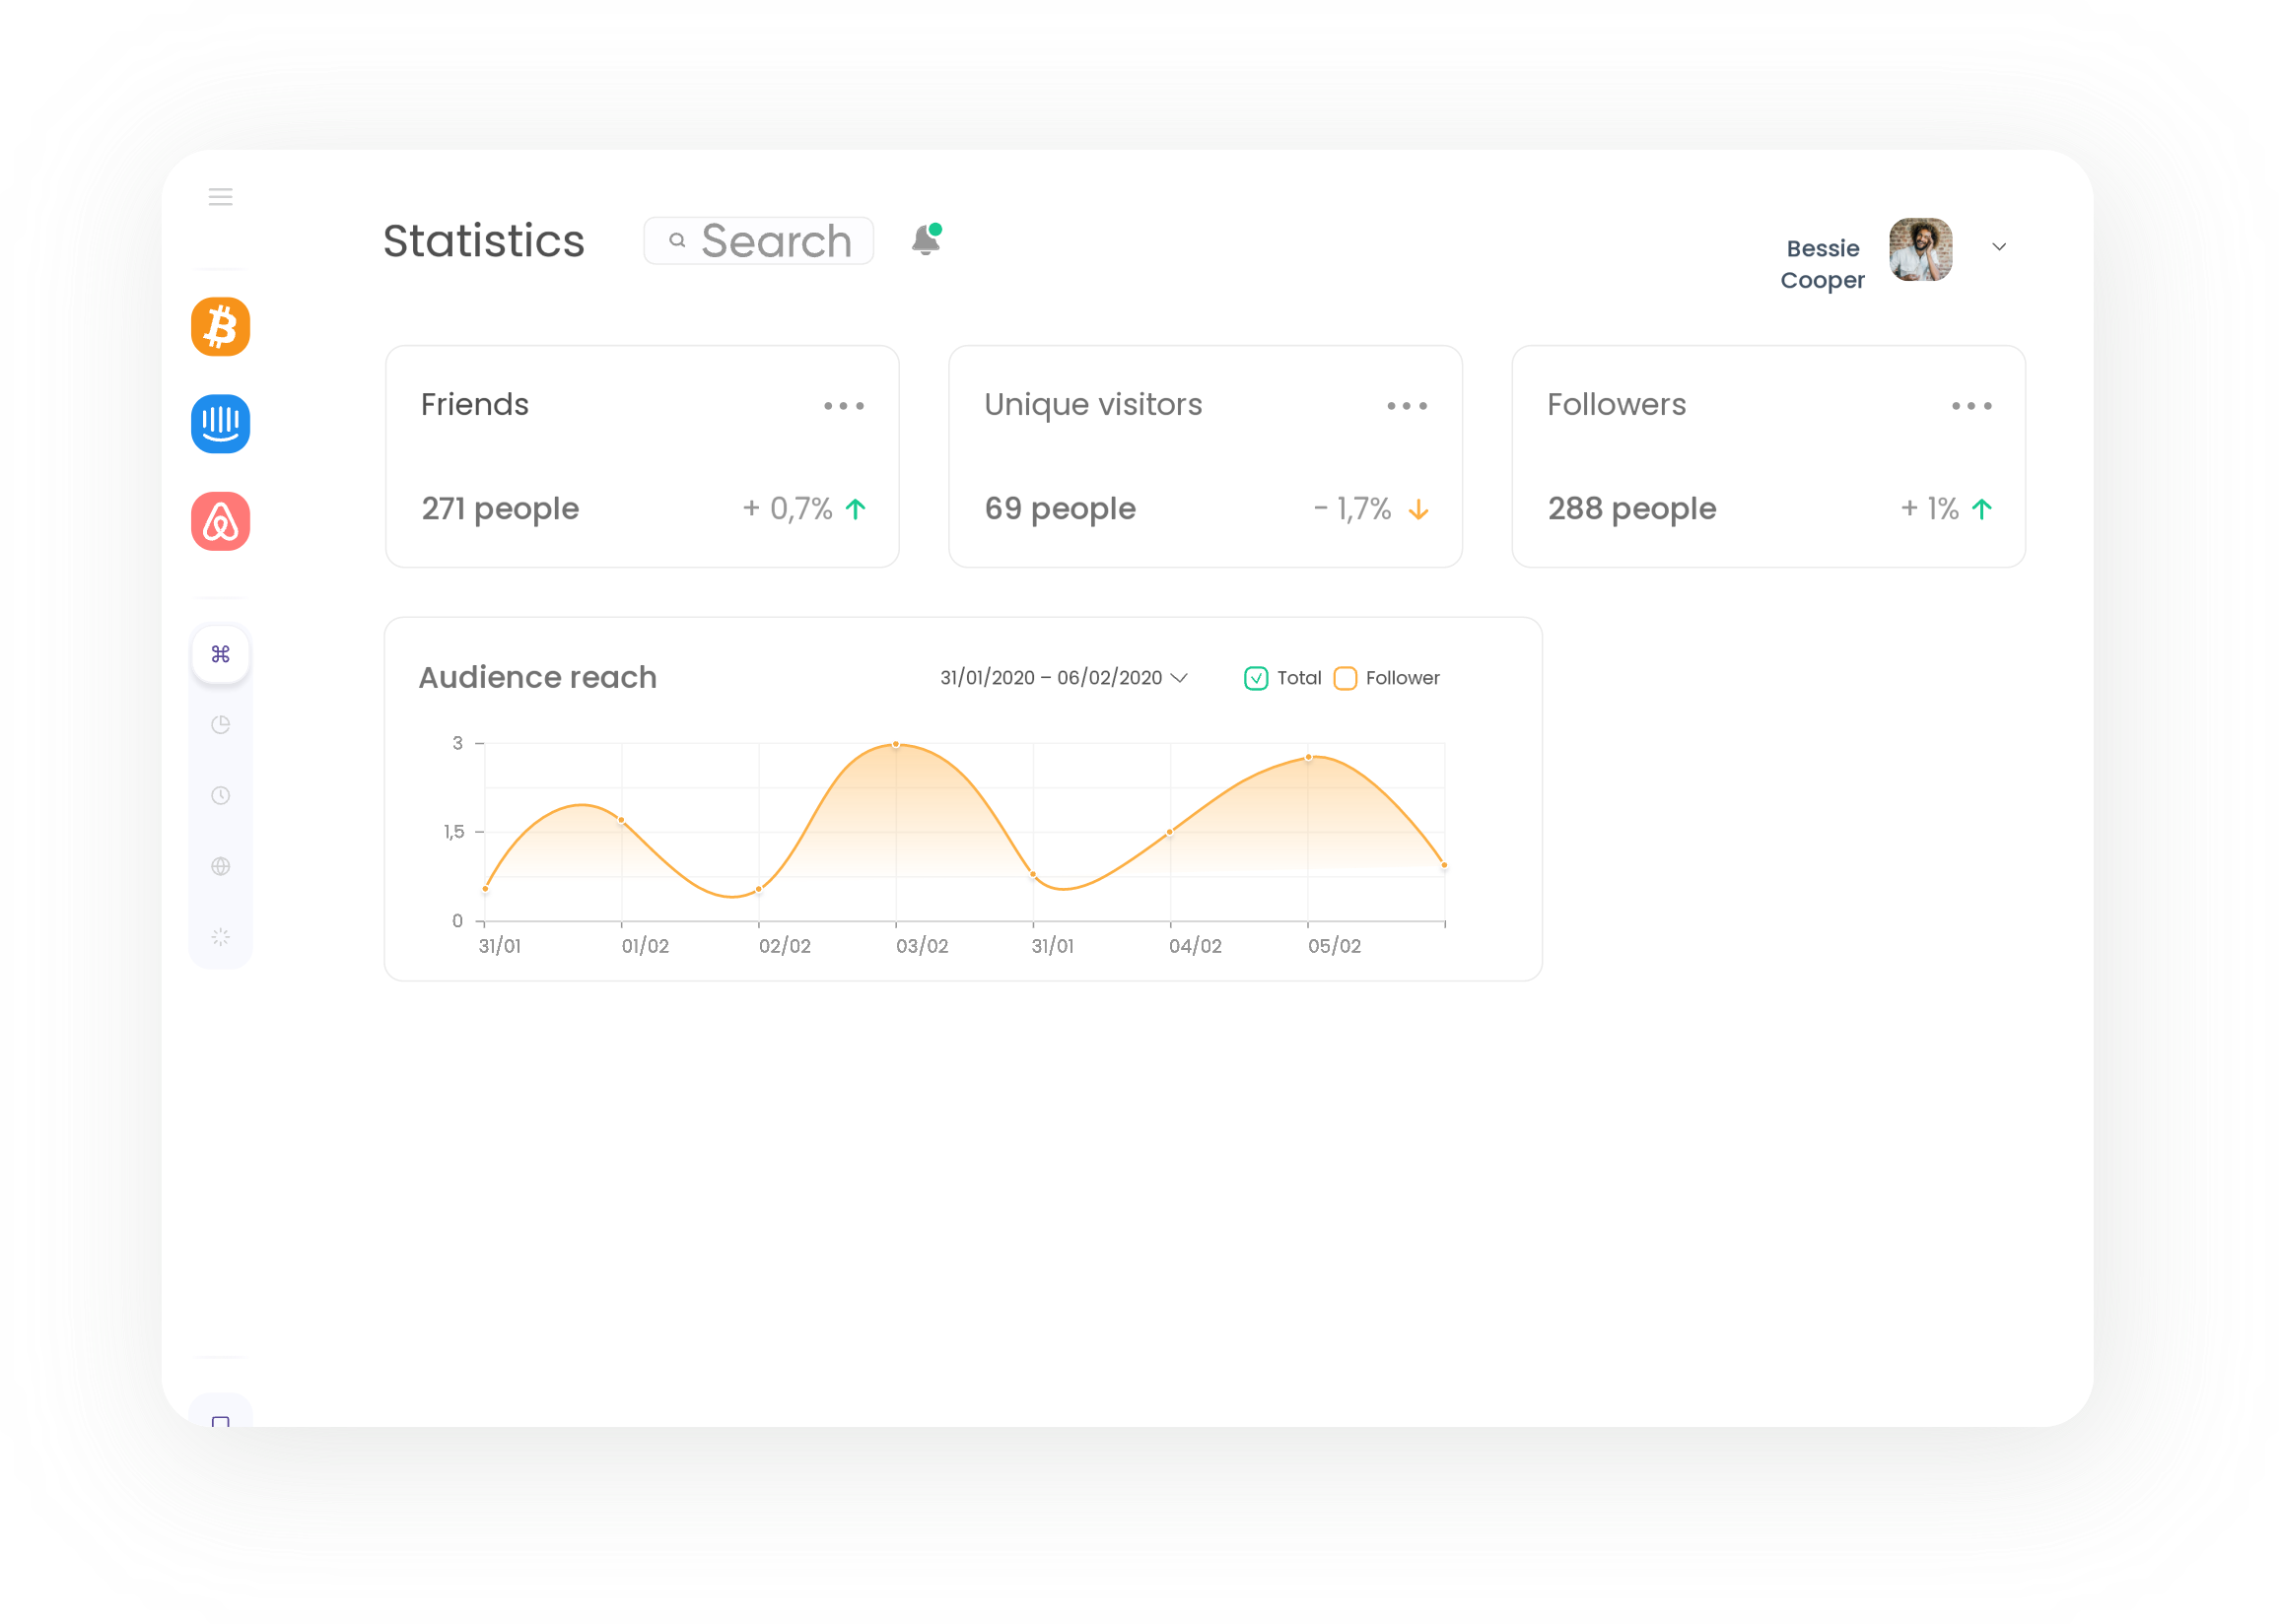 Statistics
Search
Bessie
Cooper
Friends
271 people
+ 0,7%
Unique visitors
69 people
- 1,7%
Followers
288 people
+ 1%
Audience reach
31/01/2020 – 06/02/2020
Total
Follower
3
1,5
0
31/01
01/02
02/02
03/02
31/01
04/02
05/02